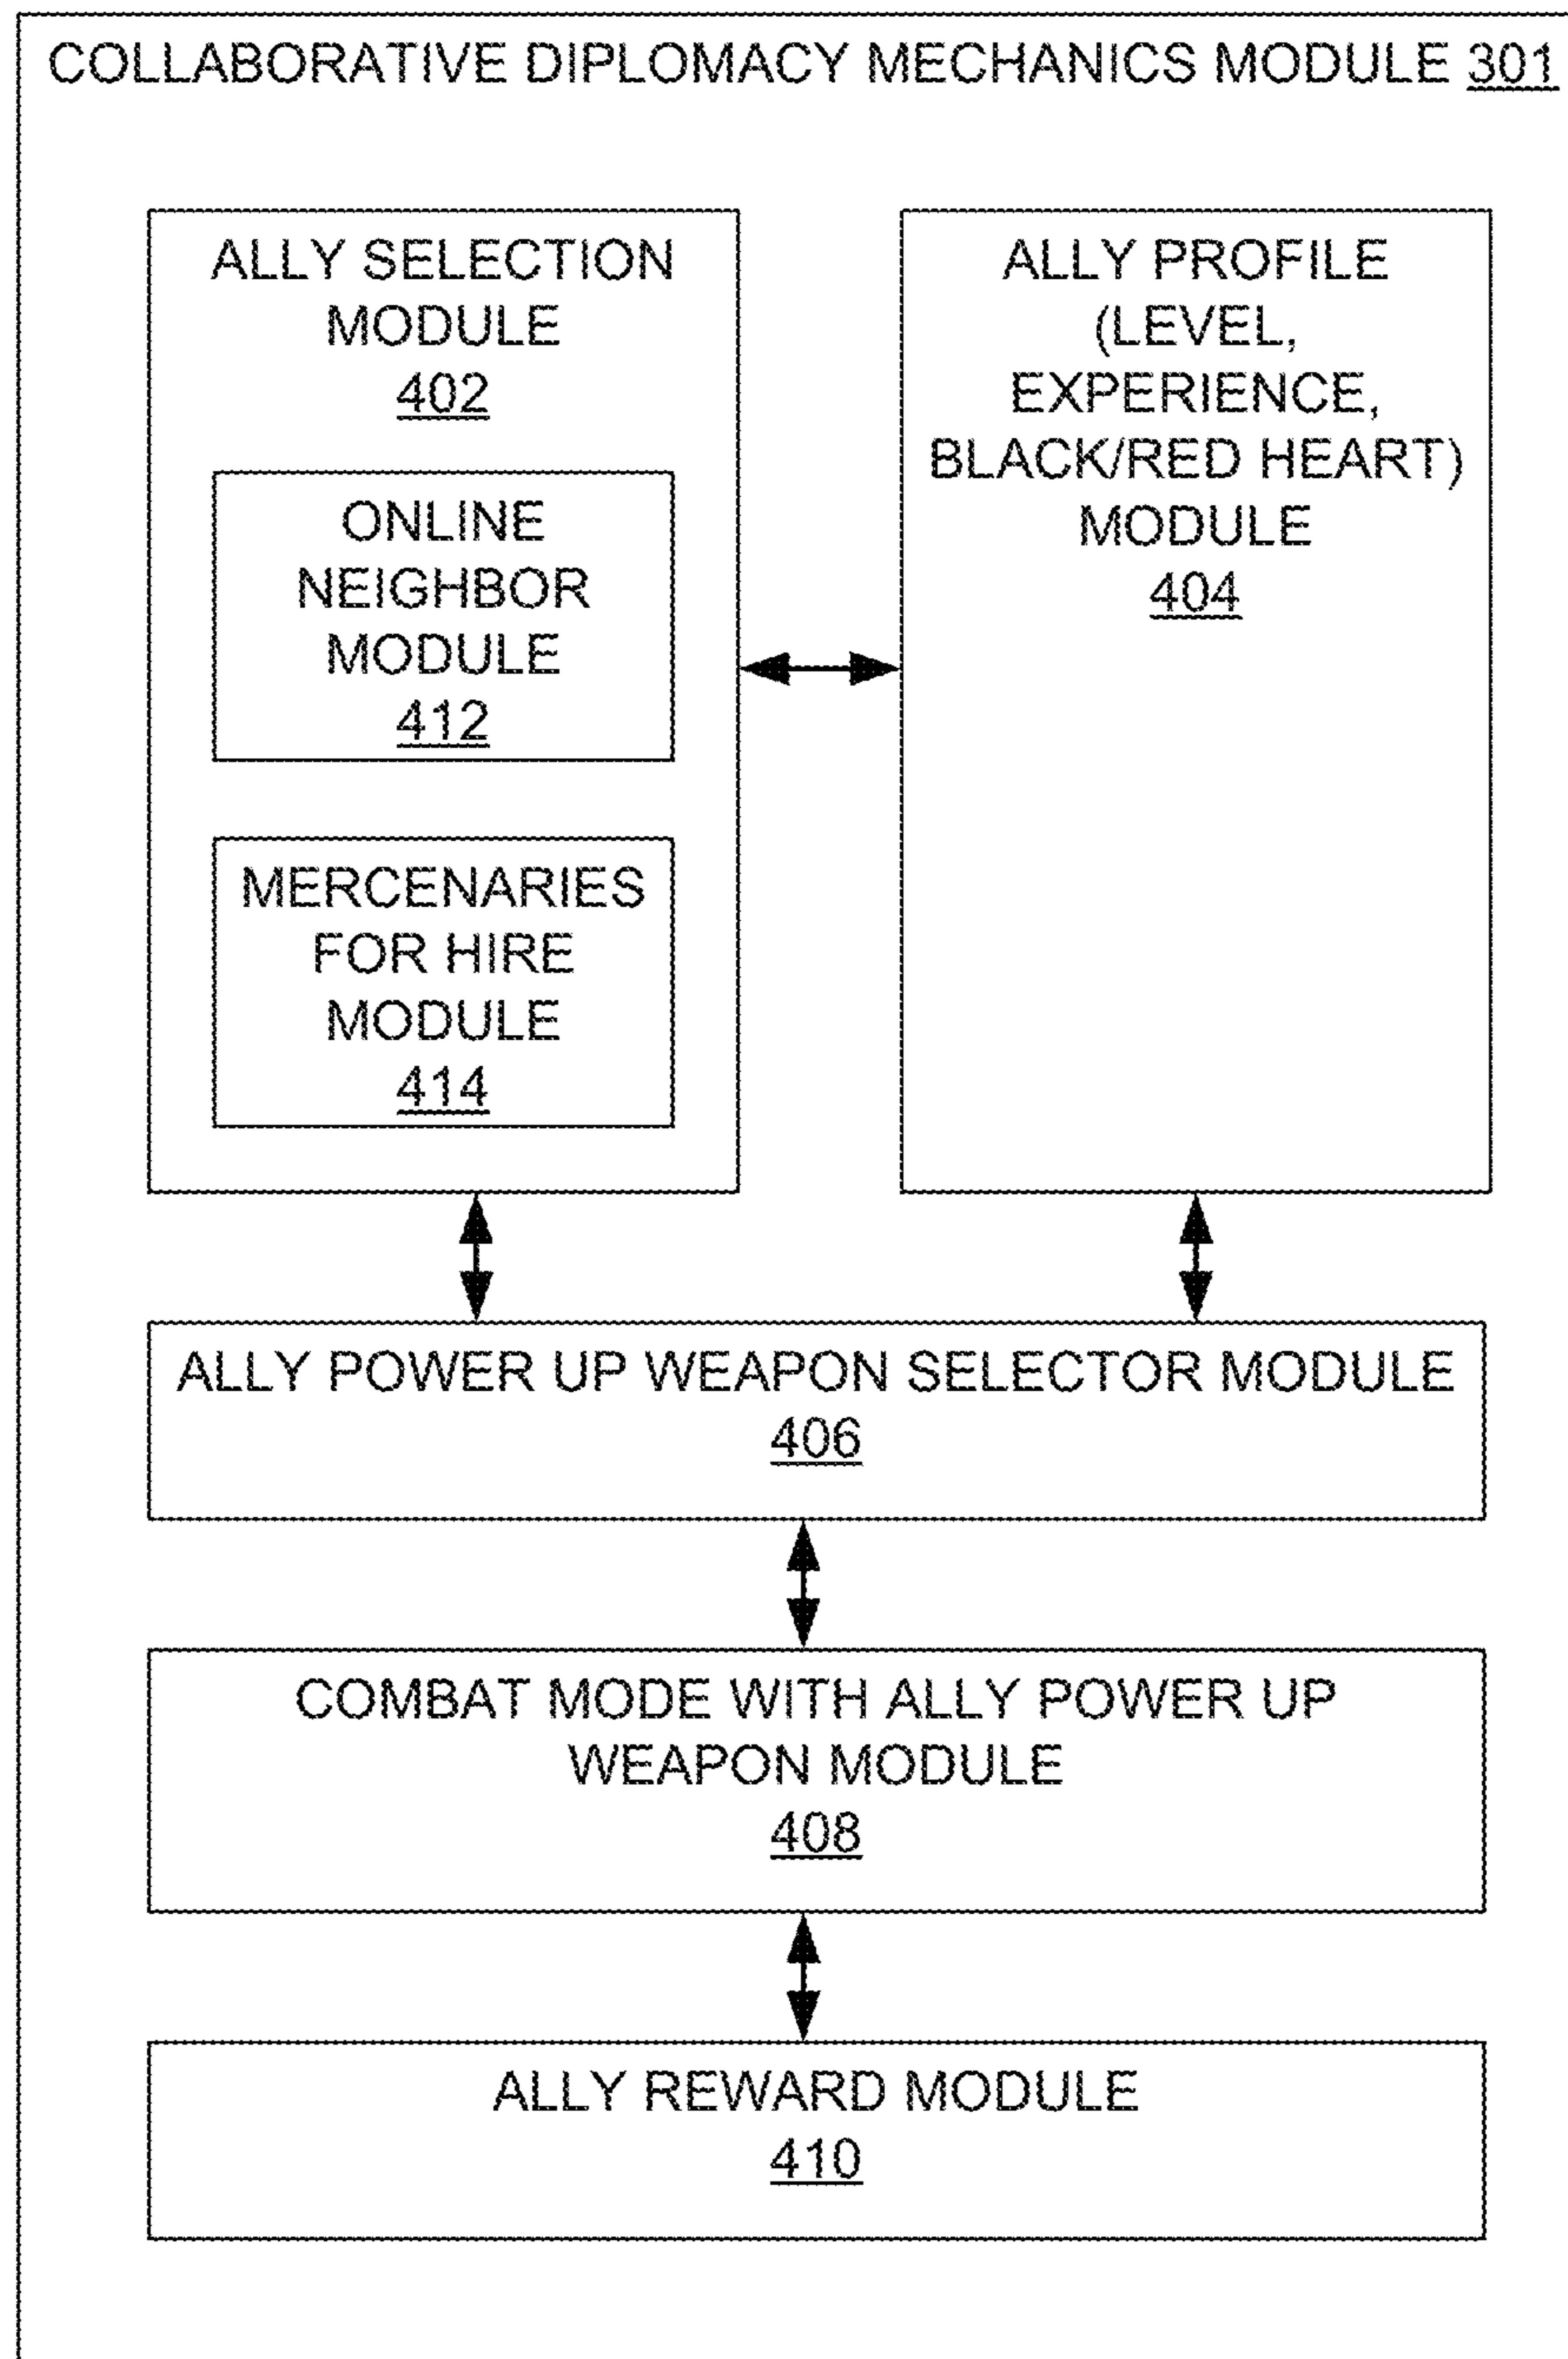 COLLABORATIVE DIPLOMACY MECHANICS MODULE 301
ALLY SELECTION
MODULE
402
ONLINE
NEIGHBOR
MODULE
412
MERCENARIES
FOR HIRE
MODULE
414
ALLY PROFILE
(LEVEL,
EXPERIENCE,
BLACK/RED HEART)
MODULE
404
ALLY POWER UP WEAPON SELECTOR MODULE
406
COMBAT MODE WITH ALLY POWER UP
WEAPON MODULE
408
ALLY REWARD MODULE
410